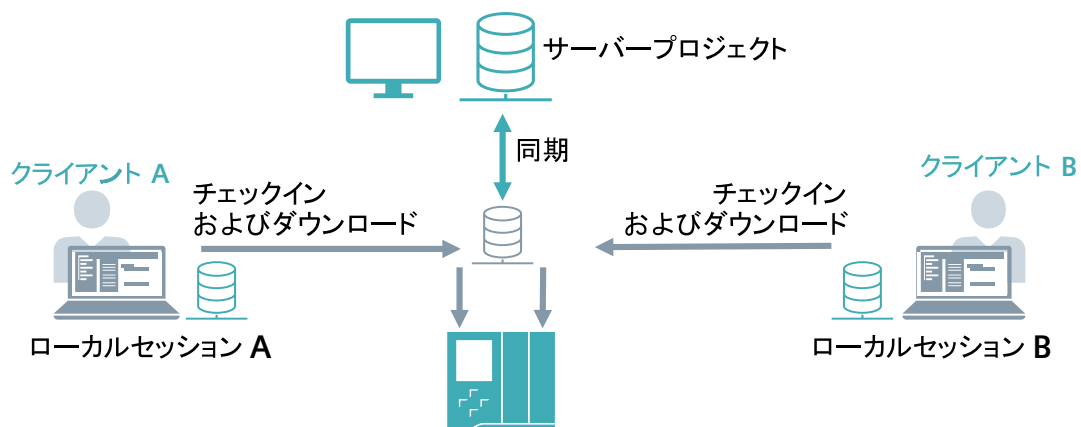 サーバープロジェクト
同期
クライアント A
チェックイン
およびダウンロード
ローカルセッション A
クライアント B
チェックイン
およびダウンロード
ローカルセッション B